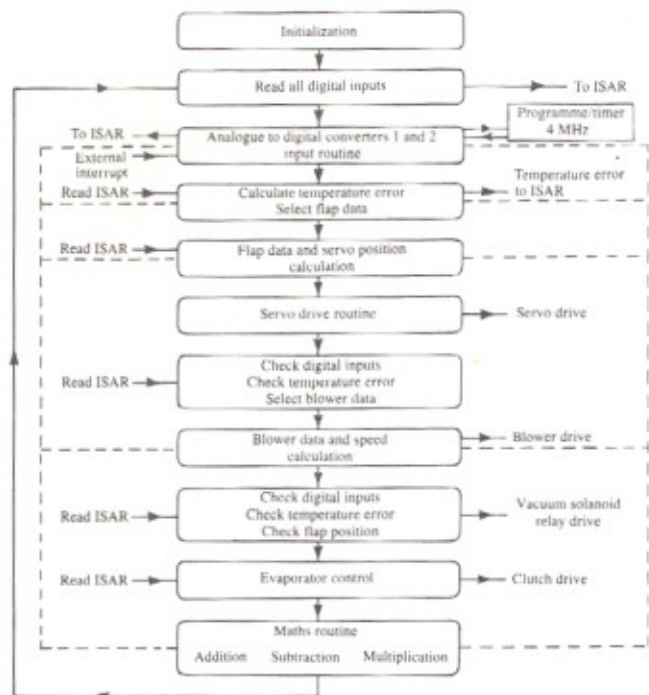 Initialization
Read all digital inputs
To ISAR
Programme/timer
4 MHz
To ISAR
Analogue to digital converters 1 and 2
input routine
External
interrupt
Read ISAR
Calculate temperature error
Select flap data
Temperature error
to ISAR
Read ISAR
Flap data and servo position
calculation
Servo drive routine
Servo drive
Read ISAR
Check digital inputs
Check temperature error
Select blower data
Blower data and speed
calculation
Blower drive
Read ISAR
Check digital inputs
Check temperature error
Check flap position
Vacuum solanoid
relay drive
Read ISAR
Evaporator control
Clutch drive
Maths routine
Addition Subtraction Multiplication